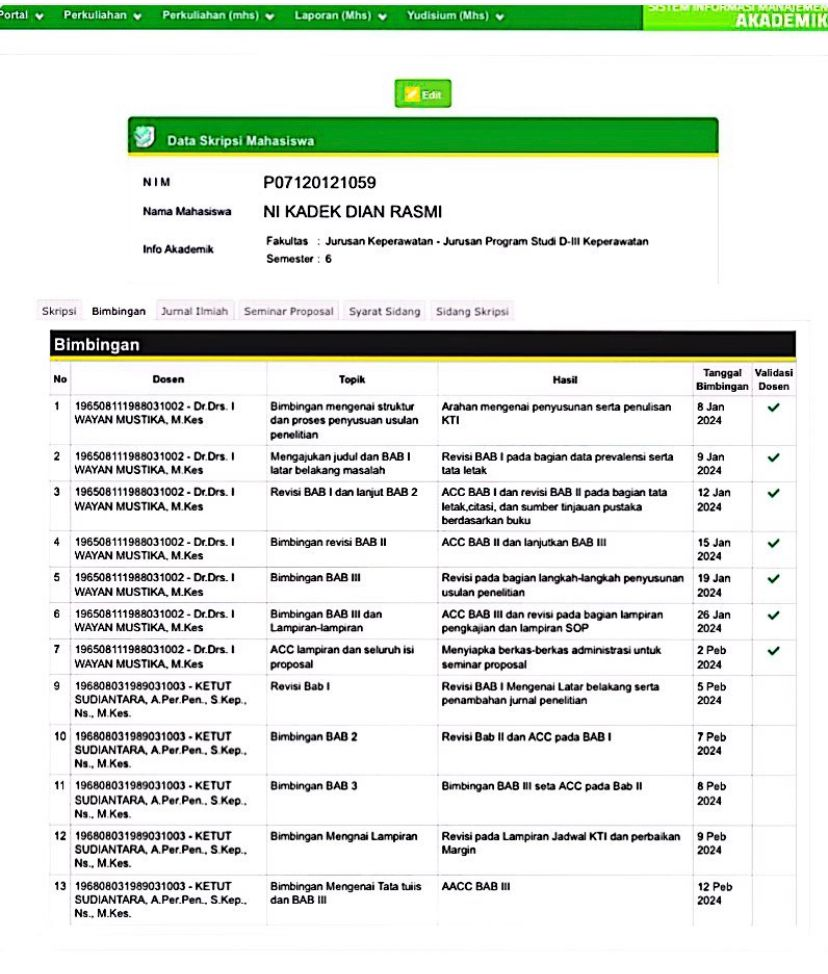 Portal Perkuliahan Perkuliahan (mhs) Laporan (Mhs) Yudisium (Mhs)
SISTEM INFORMASI MANAJEMEN
AKADEMIK
Edit
Data Skripsi Mahasiswa
N I M P07120121059
Nama Mahasiswa NI KADEK DIAN RASMI
Info Akademik
Fakultas : Jurusan Keperawatan - Jurusan Program Studi D-III Keperawatan
Semester : 6
Skripsi Bimbingan Jurnal Ilmiah Seminar Proposal Syarat Sidang Sidang Skripsi
Bimbingan
No Dosen Topik Hasil Tanggal Bimbingan Validasi Dosen
1 196508111988031002 - Dr.Drs. I Bimbingan mengenai struktur Arahan mengenai penyusunan serta penulisan 8 Jan ✓
WAYAN MUSTIKA, M.Kes dan proses penyusuan usulan KTI 2024
penelitian
2 196508111988031002 - Dr.Drs. I Mengajukan judul dan BAB I Revisi BAB I pada bagian data prevalensi serta 9 Jan ✓
WAYAN MUSTIKA, M.Kes latar belakang masalah tata letak 2024
3 196508111988031002 - Dr.Drs. I Revisi BAB I dan lanjut BAB 2 ACC BAB I dan revisi BAB II pada bagian tata 12 Jan ✓
WAYAN MUSTIKA, M.Kes letak,citasi, dan sumber tinjauan pustaka 2024
berdasarkan buku
4 196508111988031002 - Dr.Drs. I Bimbingan revisi BAB II ACC BAB II dan lanjutkan BAB III 15 Jan ✓
WAYAN MUSTIKA, M.Kes 2024
5 196508111988031002 - Dr.Drs. I Bimbingan BAB III Revisi pada bagian langkah-langkah penyusunan 19 Jan ✓
WAYAN MUSTIKA, M.Kes usulan penelitian 2024
6 196508111988031002 - Dr.Drs. I Bimbingan BAB III dan ACC BAB III dan revisi pada bagian lampiran 26 Jan ✓
WAYAN MUSTIKA, M.Kes Lampiran-lampiran pengkajian dan lampiran SOP 2024
7 196508111988031002 - Dr.Drs. I ACC lampiran dan seluruh isi Menyiapka berkas-berkas administrasi untuk 2 Peb ✓
WAYAN MUSTIKA, M.Kes proposal seminar proposal 2024
9 196808031989031003 - KETUT Revisi Bab I Revisi BAB I Mengenai Latar belakang serta 5 Peb
SUDIANTARA, A.Per.Pen., S.Kep., penambahan jurnal penelitian 2024
Ns., M.Kes.
10 196808031989031003 - KETUT Bimbingan BAB 2 Revisi Bab II dan ACC pada BAB I 7 Peb
SUDIANTARA, A.Per.Pen., S.Kep., 2024
Ns., M.Kes.
11 196808031989031003 - KETUT Bimbingan BAB 3 Bimbingan BAB III seta ACC pada Bab II 8 Peb
SUDIANTARA, A.Per.Pen., S.Kep., 2024
Ns., M.Kes.
12 196808031989031003 - KETUT Bimbingan Mengnai Lampiran Revisi pada Lampiran Jadwal KTI dan perbaikan 9 Peb
SUDIANTARA, A.Per.Pen., S.Kep., Margin 2024
Ns., M.Kes.
13 196808031989031003 - KETUT Bimbingan Mengenai Tata tulis AACC BAB III 12 Peb
SUDIANTARA, A.Per.Pen., S.Kep., dan BAB III 2024
Ns., M.Kes.